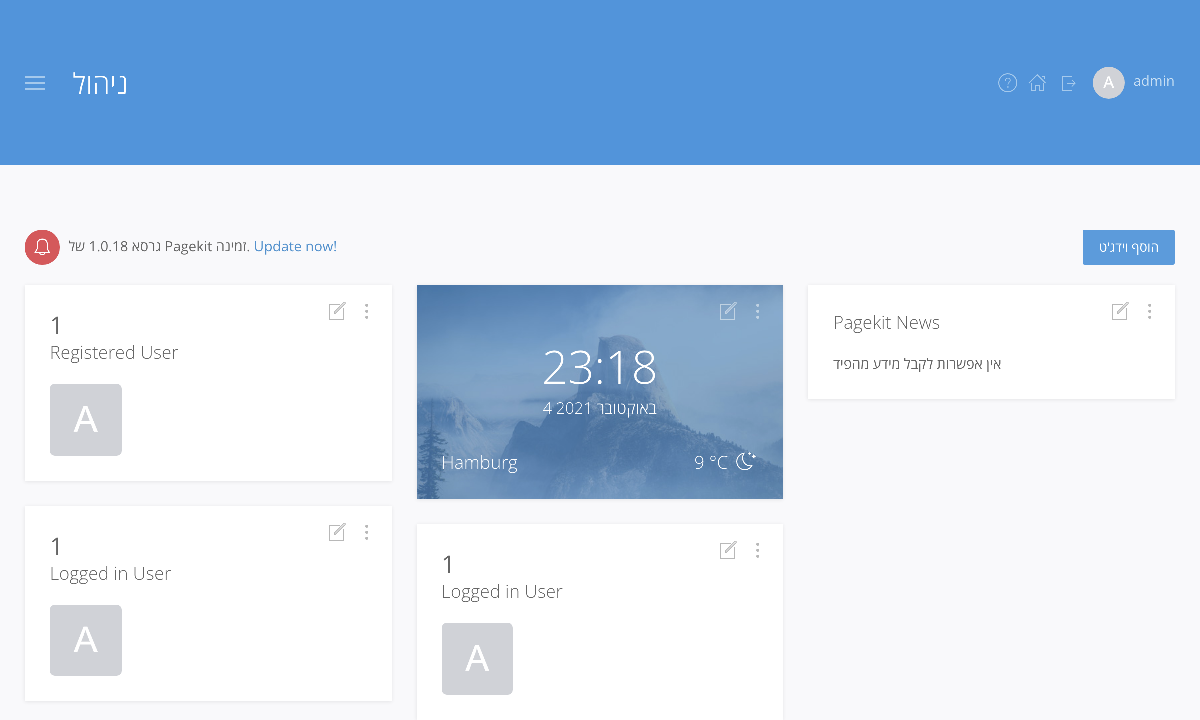 ניהול
A admin
גרסא 1.0.18 של Pagekit זמינה. Update now!
הוסף וידג'ט
1
Registered User
A
23:18
4 באוקטובר 2021
Hamburg
9 °C
Pagekit News
אין אפשרות לקבל מידע מהפיד
1
Logged in User
A
1
Logged in User
A